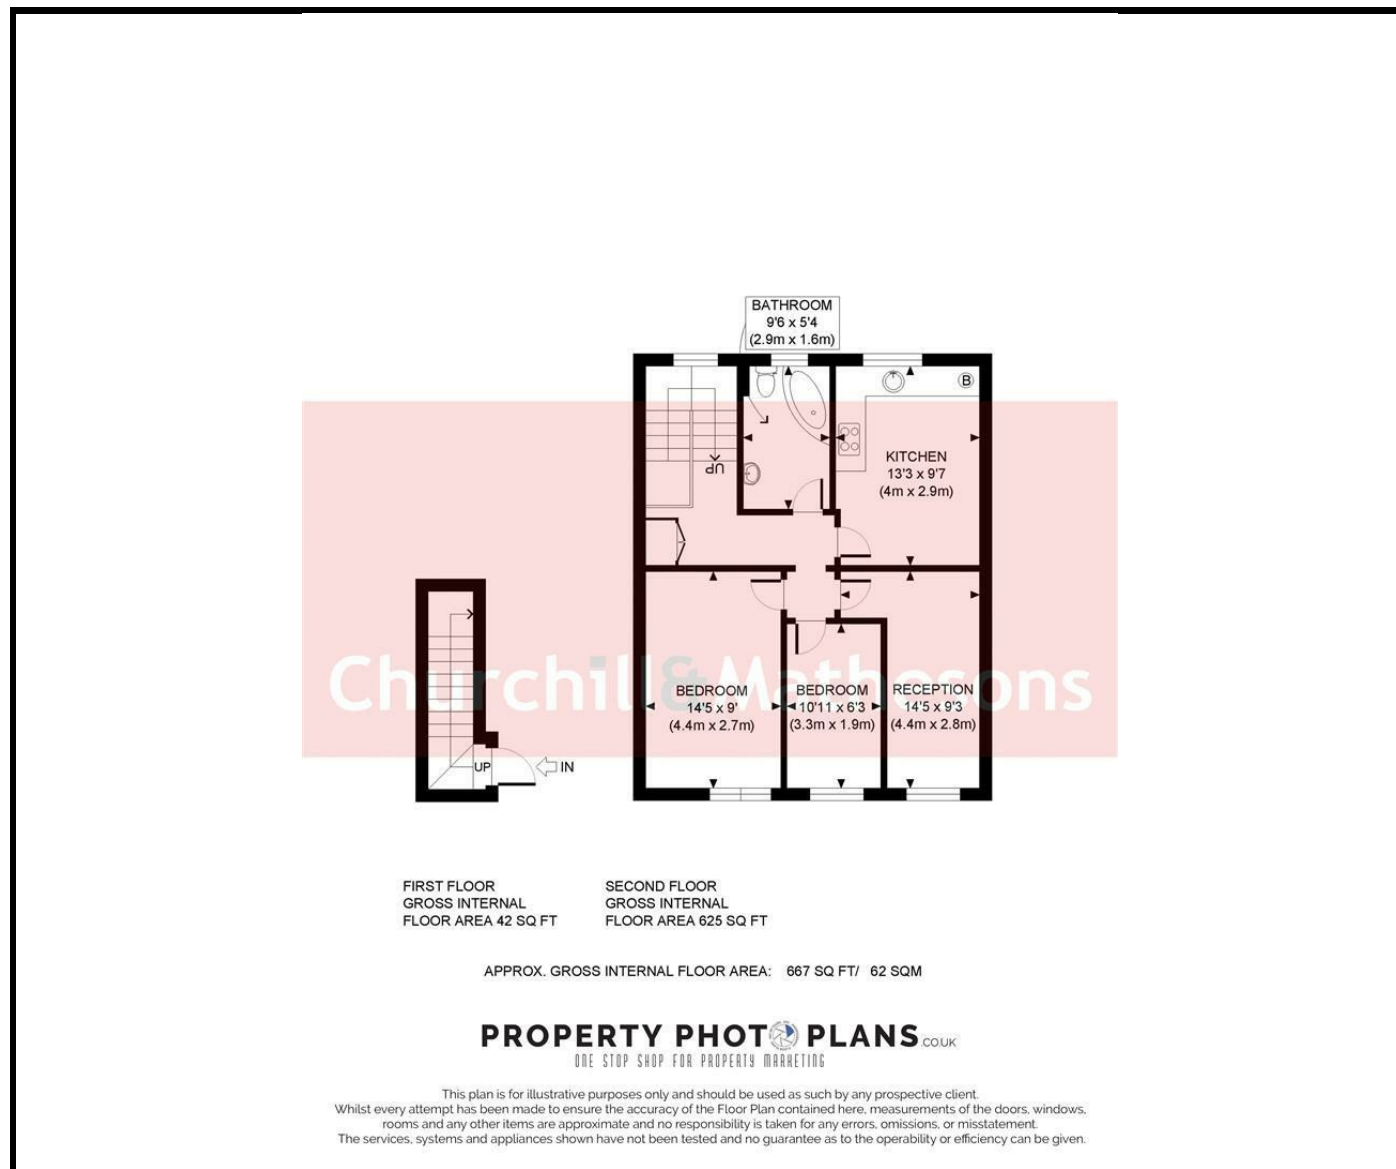 BATHROOM
9'6 x 5'4
(2.9m x 1.6m)
B
KITCHEN
13'3 x 9'7
(4m x 2.9m)
UP
Churchill&Mathesons
BEDROOM
14'5 x 9'
(4.4m x 2.7m)
BEDROOM
10'11 x 6'3
(3.3m x 1.9m)
RECEPTION
14'5 x 9'3
(4.4m x 2.8m)
UP
IN
FIRST FLOOR
GROSS INTERNAL
FLOOR AREA 42 SQ FT
SECOND FLOOR
GROSS INTERNAL
FLOOR AREA 625 SQ FT
APPROX. GROSS INTERNAL FLOOR AREA: 667 SQ FT/ 62 SQM
PROPERTY PHOTO PLANS.CO.UK
ONE STOP SHOP FOR PROPERTY MARKETING
This plan is for illustrative purposes only and should be used as such by any prospective client.
Whilst every attempt has been made to ensure the accuracy of the Floor Plan contained here, measurements of the doors, windows,
rooms and any other items are approximate and no responsibility is taken for any errors, omissions, or misstatement.
The services, systems and appliances shown have not been tested and no guarantee as to the operability or efficiency can be given.